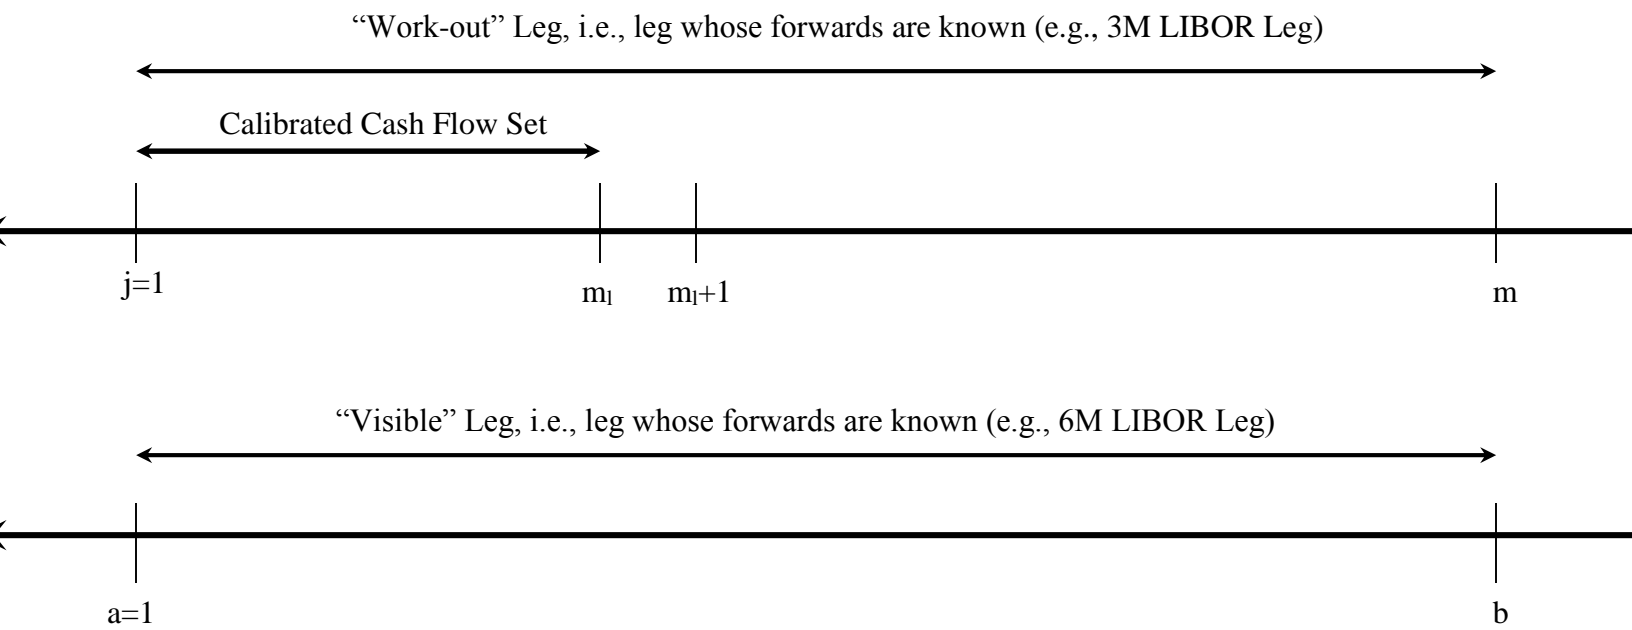 “Work-out” Leg, i.e., leg whose forwards are known (e.g., 3M LIBOR Leg)
Calibrated Cash Flow Set
j=1
mₗ
mₗ+1
m
“Visible” Leg, i.e., leg whose forwards are known (e.g., 6M LIBOR Leg)
a=1
b